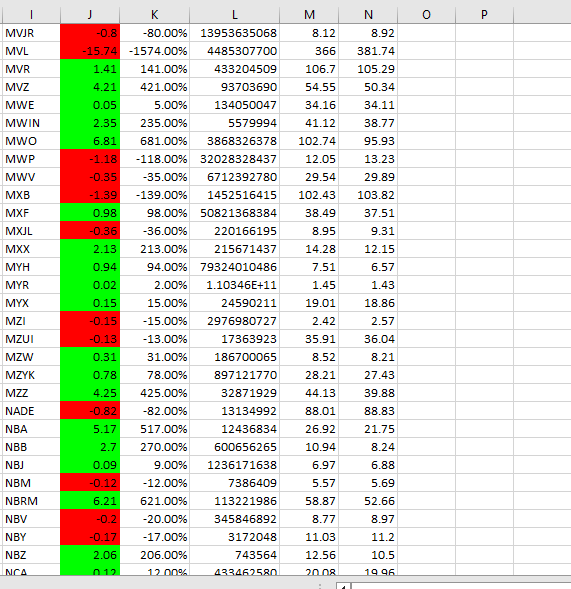 I J K L M N O P
MVJR -0.8 -80.00% 13953635068 8.12 8.92
MVL -15.74 -1574.00% 4485307700 366 381.74
MVR 1.41 141.00% 433204509 106.7 105.29
MVZ 4.21 421.00% 93703690 54.55 50.34
MWE 0.05 5.00% 134050047 34.16 34.11
MWIN 2.35 235.00% 5579994 41.12 38.77
MWO 6.81 681.00% 3868326378 102.74 95.93
MWP -1.18 -118.00% 32028328437 12.05 13.23
MWV -0.35 -35.00% 6712392780 29.54 29.89
MXB -1.39 -139.00% 1452516415 102.43 103.82
MXF 0.98 98.00% 50821368384 38.49 37.51
MXJL -0.36 -36.00% 220166195 8.95 9.31
MXX 2.13 213.00% 215671437 14.28 12.15
MYH 0.94 94.00% 79324010486 7.51 6.57
MYR 0.02 2.00% 1.10346E+11 1.45 1.43
MYX 0.15 15.00% 24590211 19.01 18.86
MZI -0.15 -15.00% 2976980727 2.42 2.57
MZUI -0.13 -13.00% 17363923 35.91 36.04
MZW 0.31 31.00% 186700065 8.52 8.21
MZYK 0.78 78.00% 897121770 28.21 27.43
MZZ 4.25 425.00% 32871929 44.13 39.88
NADE -0.82 -82.00% 13134992 88.01 88.83
NBA 5.17 517.00% 12436834 26.92 21.75
NBB 2.7 270.00% 600656265 10.94 8.24
NBJ 0.09 9.00% 1236171638 6.97 6.88
NBM -0.12 -12.00% 7386409 5.57 5.69
NBRM 6.21 621.00% 113221986 58.87 52.66
NBV -0.2 -20.00% 345846892 8.77 8.97
NBY -0.17 -17.00% 3172048 11.03 11.2
NBZ 2.06 206.00% 743564 12.56 10.5
NCA 0.12 12.00% 433462580 20.08 19.96